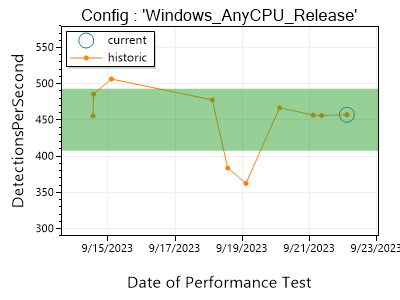 Config : 'Windows_AnyCPU_Release'
current
historic
DetectionsPerSecond
550
500
450
400
350
300
9/15/2023
9/17/2023
9/19/2023
9/21/2023
9/23/2023
Date of Performance Test